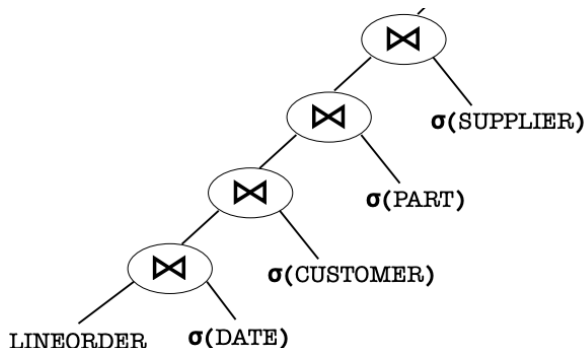 ⋈
σ(SUPPLIER)
⋈
σ(PART)
⋈
σ(CUSTOMER)
⋈
LINEORDER σ(DATE)